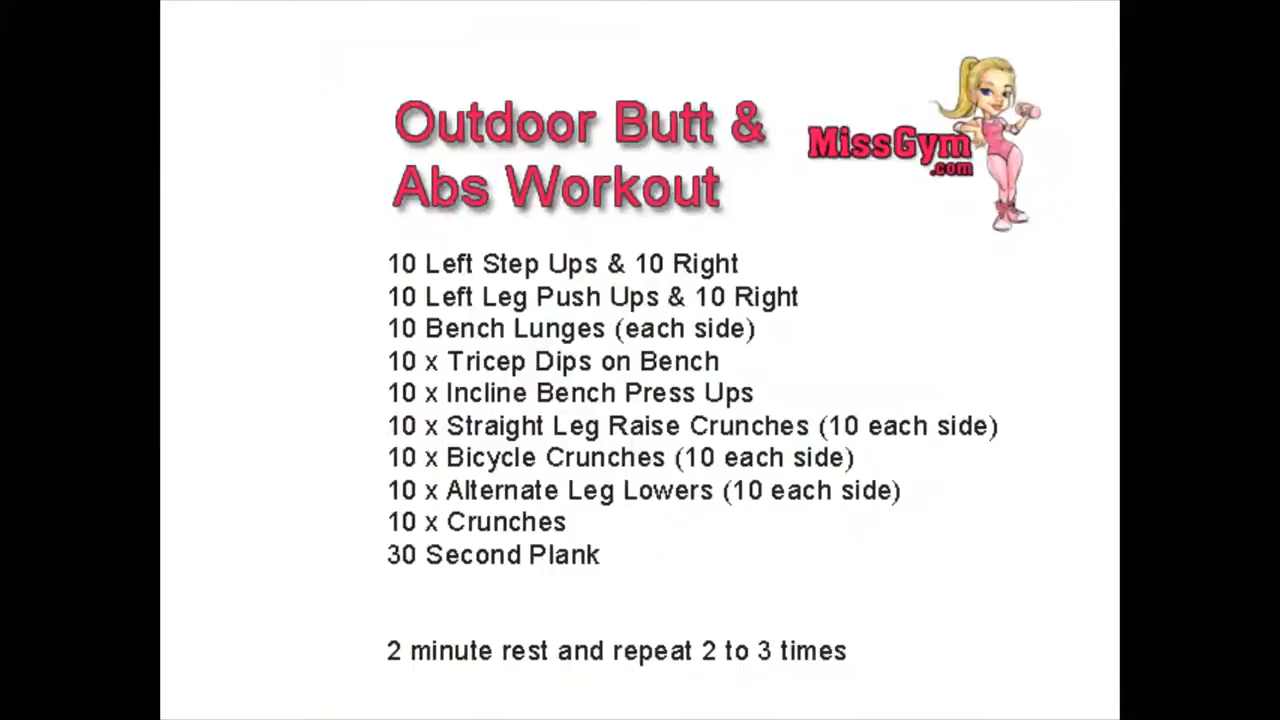 Outdoor Butt &
Abs Workout
MissGym
.com
10 Left Step Ups & 10 Right
10 Left Leg Push Ups & 10 Right
10 Bench Lunges (each side)
10 x Tricep Dips on Bench
10 x Incline Bench Press Ups
10 x Straight Leg Raise Crunches (10 each side)
10 x Bicycle Crunches (10 each side)
10 x Alternate Leg Lowers (10 each side)
10 x Crunches
30 Second Plank
2 minute rest and repeat 2 to 3 times